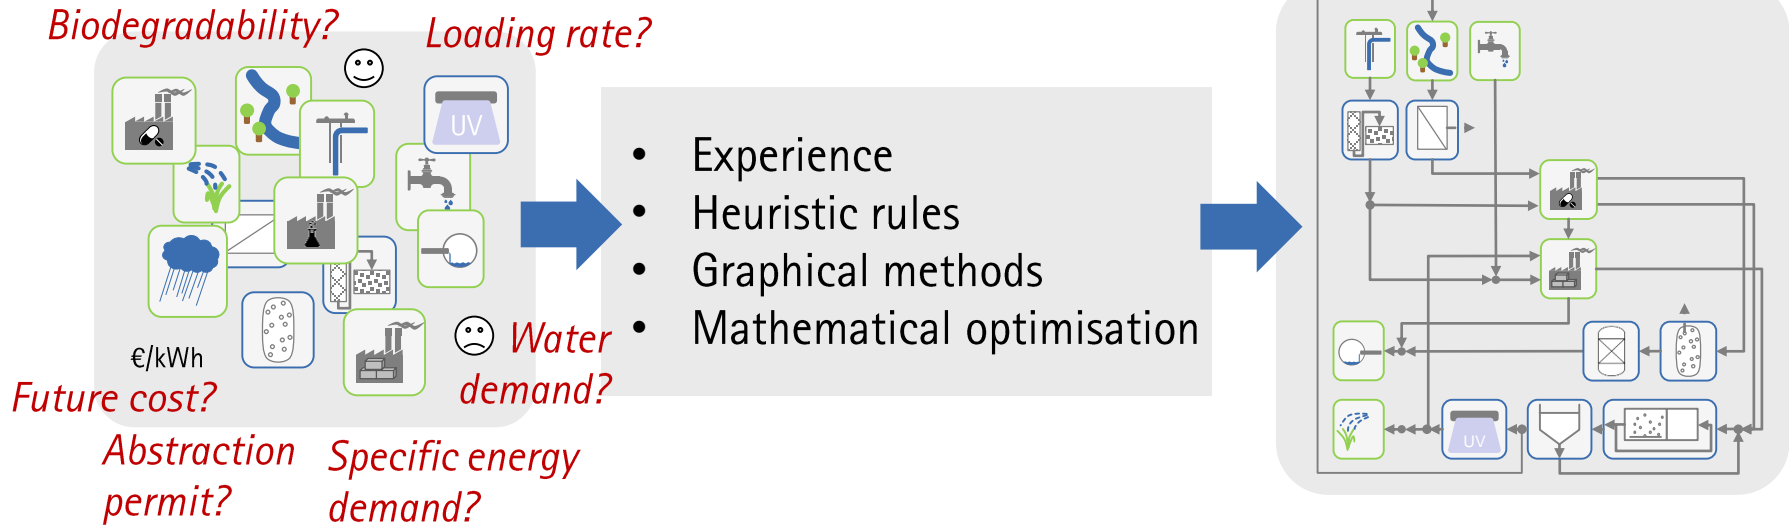 Biodegradability?
Loading rate?
UV
€/kWh
Future cost?
Water
demand?
Abstraction
permit?
Specific energy
demand?
• Experience
• Heuristic rules
• Graphical methods
• Mathematical optimisation
UV